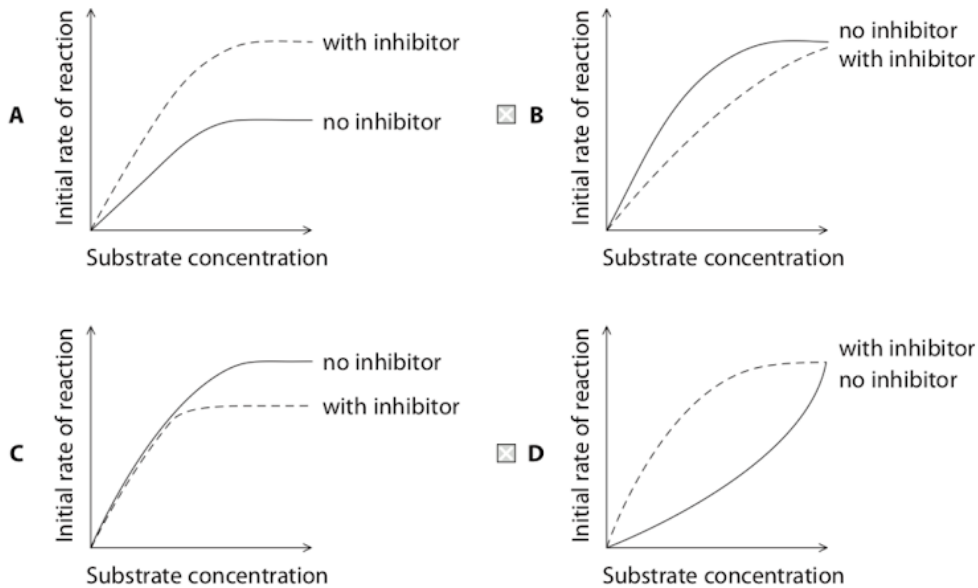 A
Initial rate of reaction
with inhibitor
no inhibitor
Substrate concentration
B
Initial rate of reaction
no inhibitor
with inhibitor
Substrate concentration
C
Initial rate of reaction
no inhibitor
with inhibitor
Substrate concentration
D
Initial rate of reaction
with inhibitor
no inhibitor
Substrate concentration